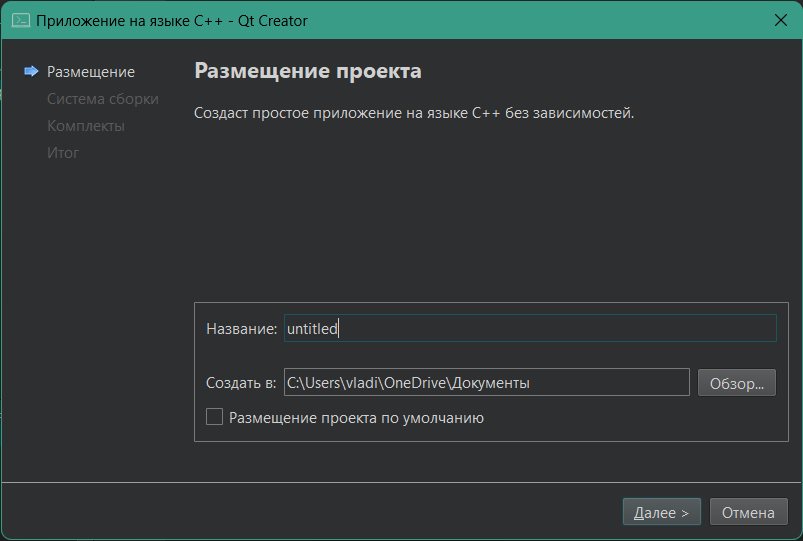 Приложение на языке C++ - Qt Creator
Размещение
Система сборки
Комплекты
Итог
Размещение проекта
Создаст простое приложение на языке C++ без зависимостей.
Название: untitled
Создать в: C:\Users\vladi\OneDrive\Документы
Обзор...
Размещение проекта по умолчанию
Далее >
Отмена